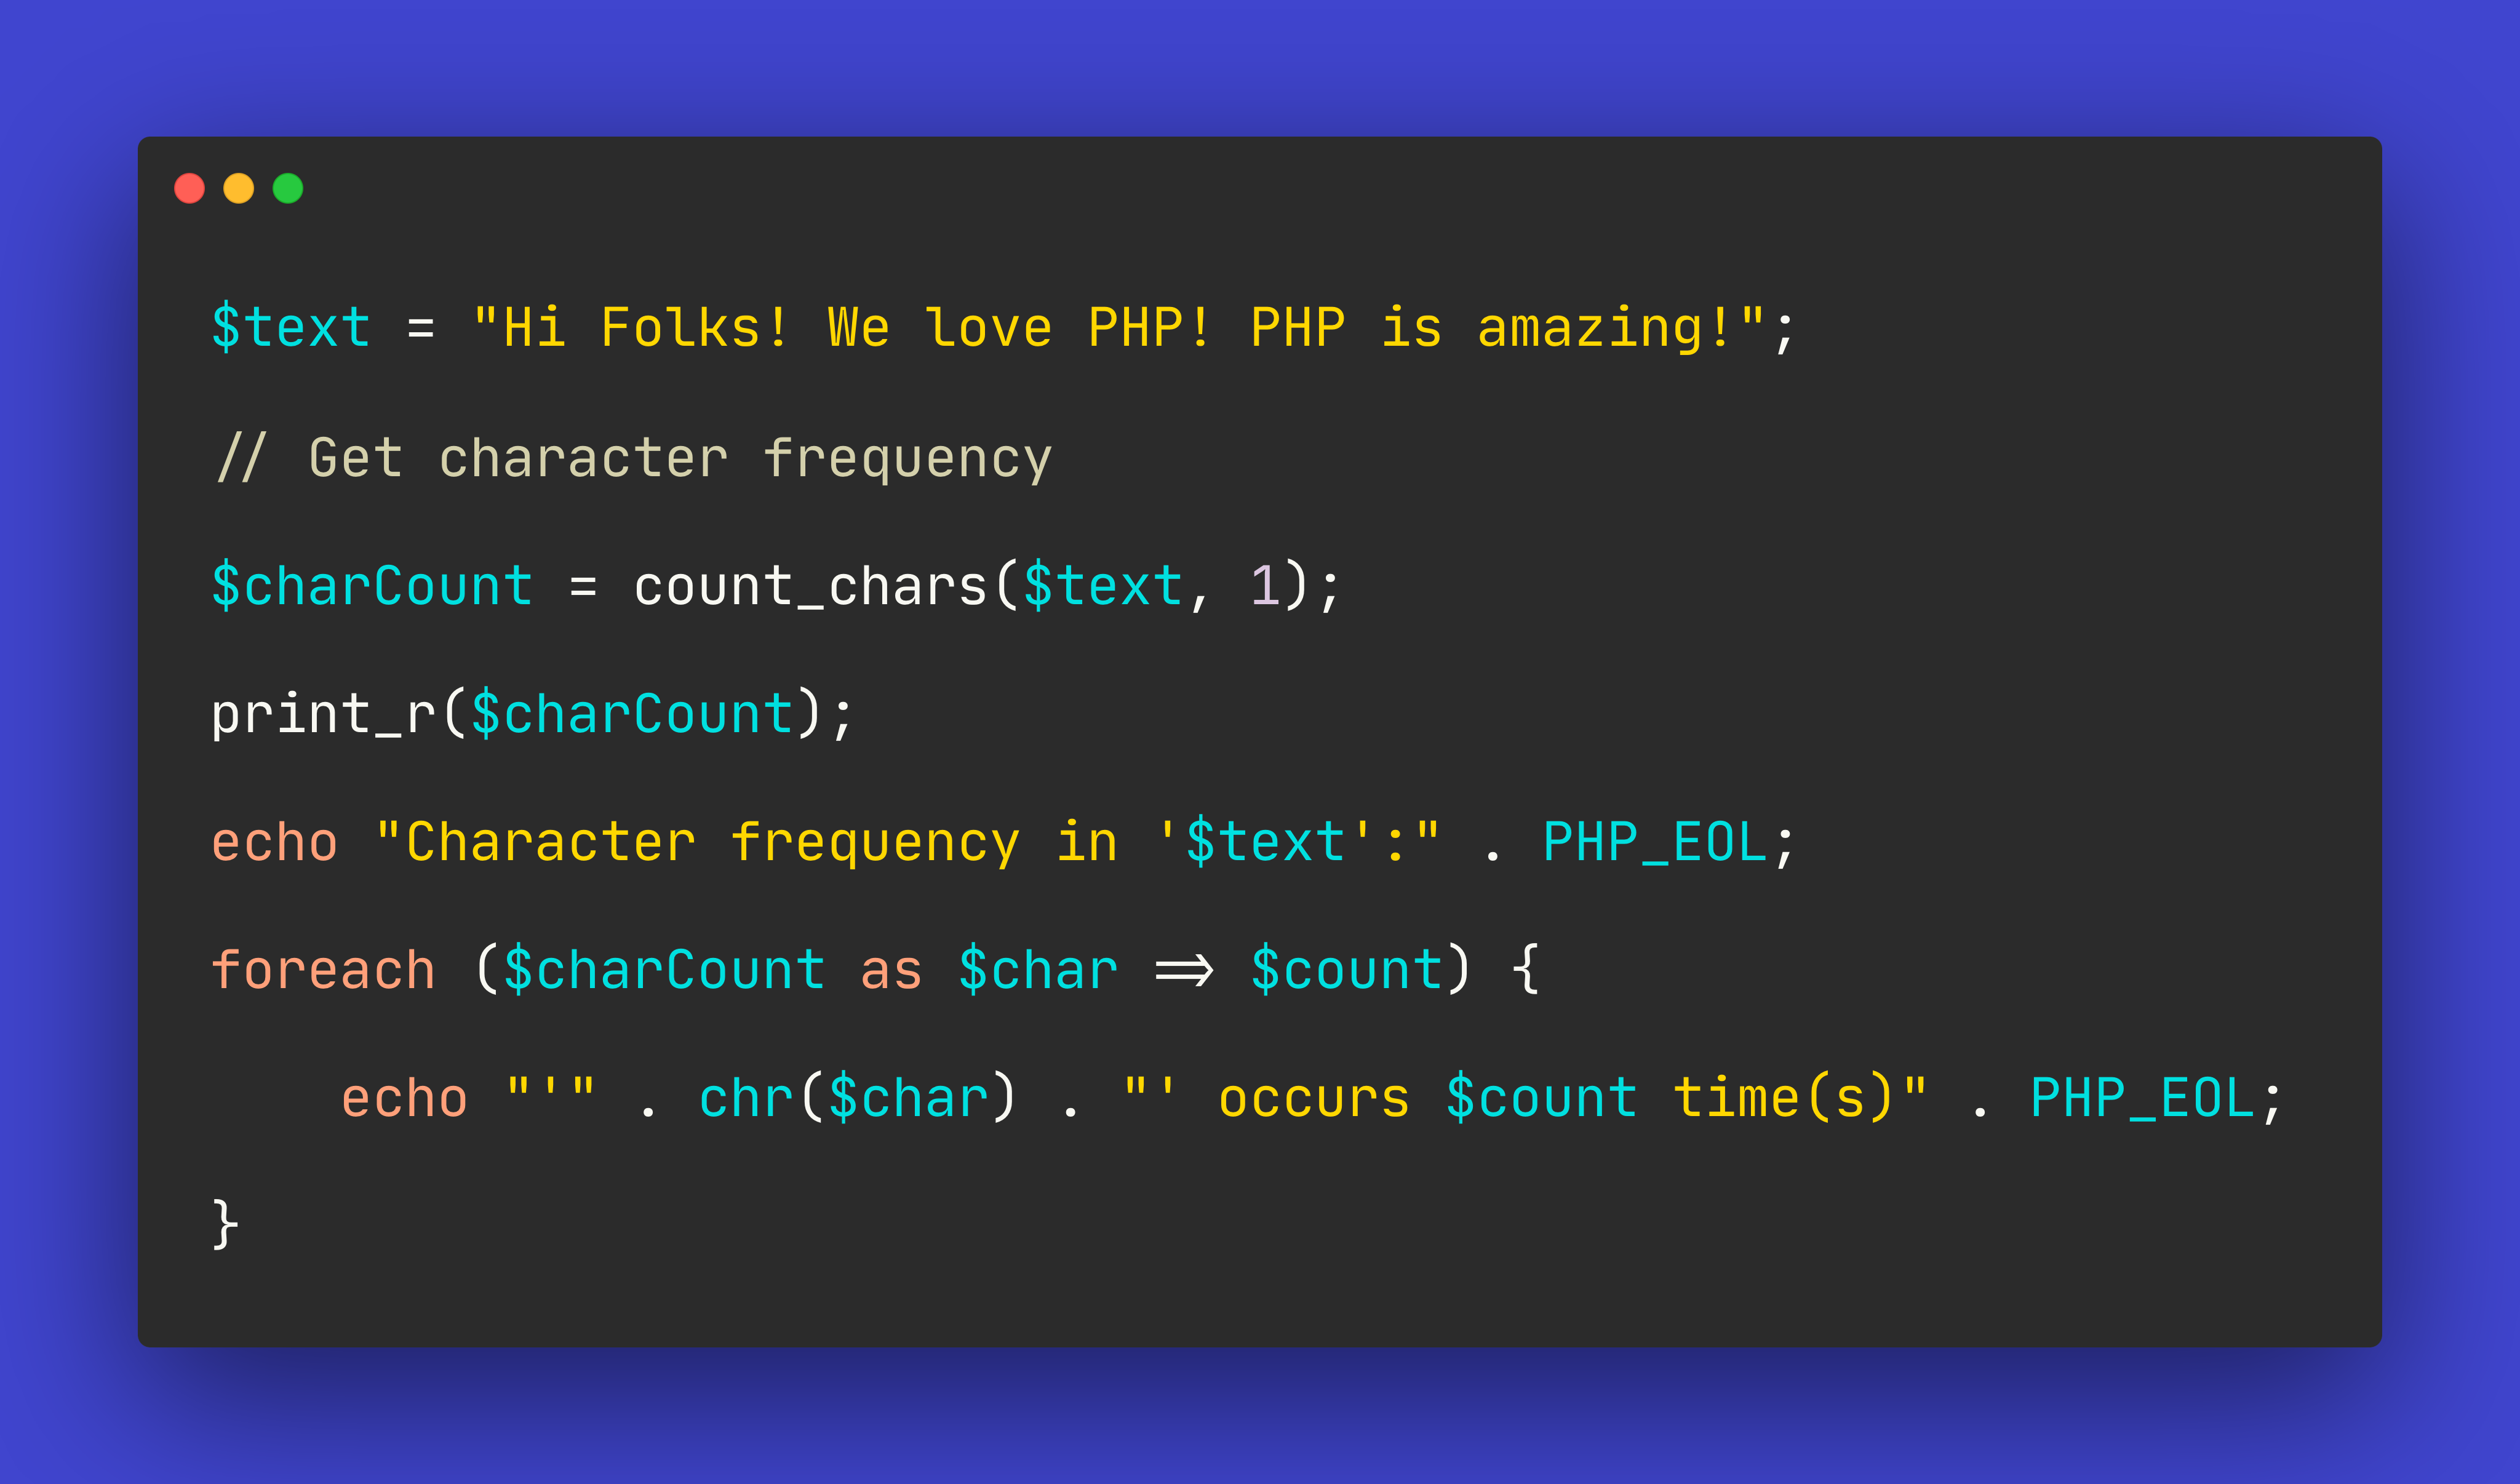 $text = "Hi Folks! We love PHP! PHP is amazing!";
// Get character frequency
$charCount = count_chars($text, 1);
print_r($charCount);
echo "Character frequency in '$text':" . PHP_EOL;
foreach ($charCount as $char => $count) {
    echo "'" . chr($char) . "' occurs $count time(s)" . PHP_EOL;
}